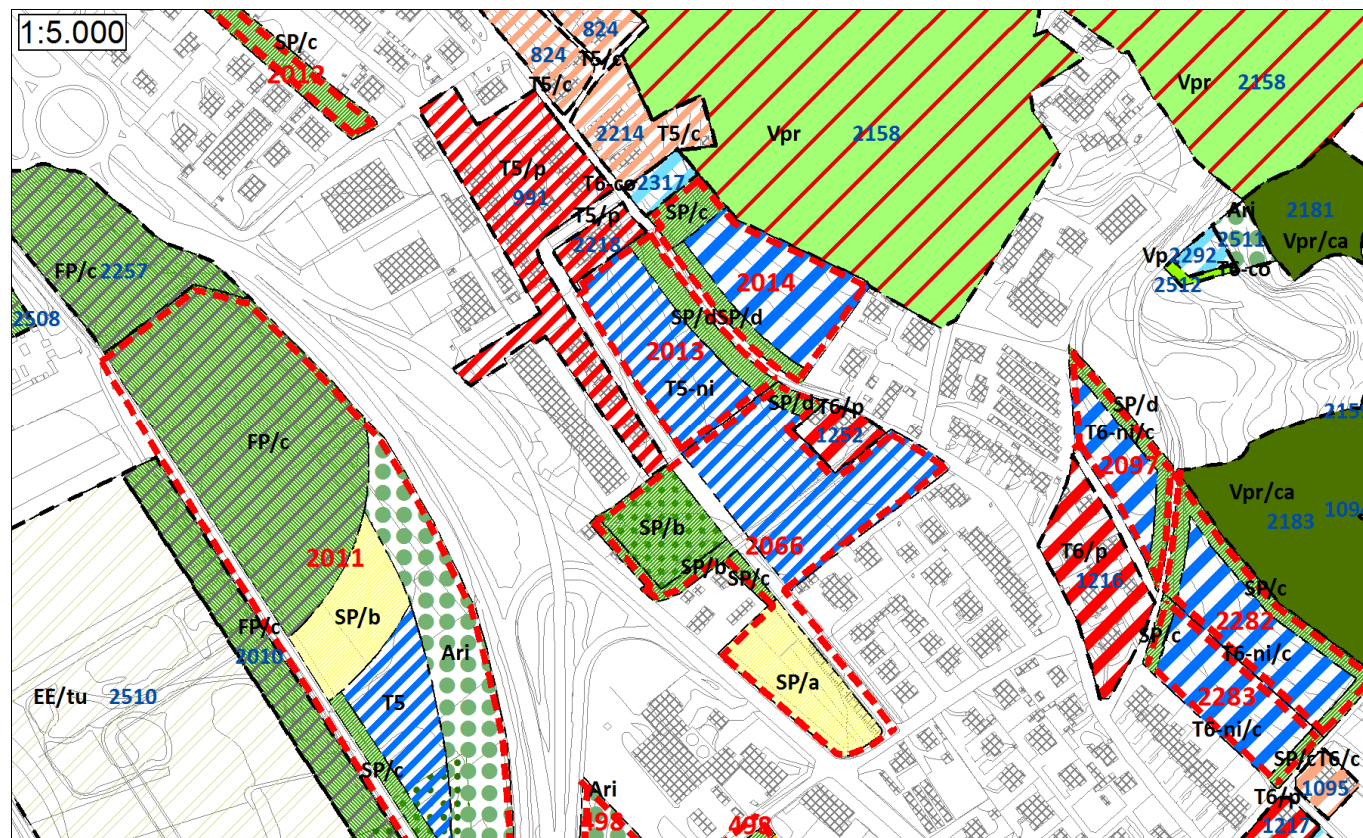 1:5.000
SP/c
2012
824
T5/c
824
T5/c
2214
T5/c
Vpr
2158
Vpr
2158
T5/p
991
T6-co
2317
T5/p
2218
SP/c
Ari
2181
2511
Vpr/ca
Vp
2292
T6-co
2512
FP/c
2257
2508
2014
SP/d
SP/d
2013
T5-ni
SP/d
T6/p
1252
SP/d
T6-ni/c
2097
Vpr/ca
2183
FP/c
2011
SP/b
SP/b
SP/b
SP/c
2066
T6/p
1216
SP/c
2282
T6-ni/c
SP/c
2283
T6-ni/c
FP/c
2010
Ari
EE/tu
2510
T5
SP/a
SP/c
Ari
498
498
SP/c
T6/c
1095
T6/p
1217